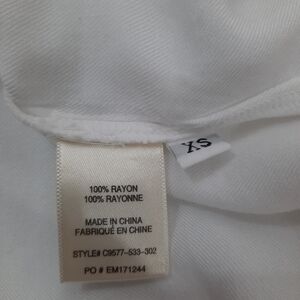 XS
100% RAYON
100% RAYONNE
MADE IN CHINA
FABRIQUÉ EN CHINE
STYLE# C9577-533-302
PO # EM171244